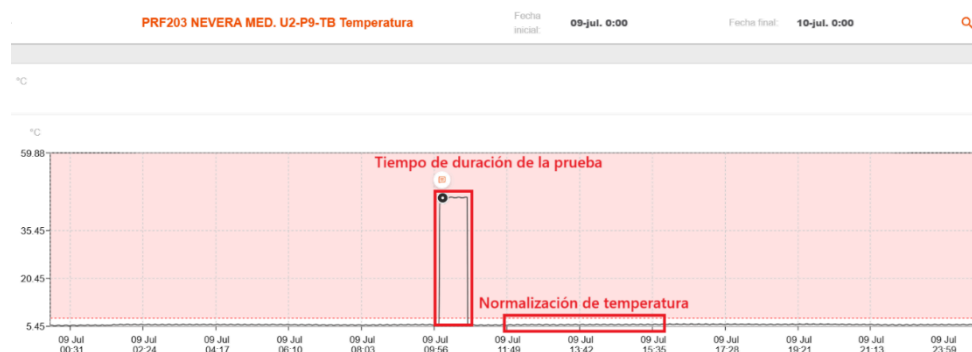 PRF203 NEVERA MED. U2-P9-TB Temperatura
Fecha
inicial:
09-jul. 0:00
Fecha final:
10-jul. 0:00
°C
°C
59.88
Tiempo de duración de la prueba
35.45
20.45
Normalización de temperatura
5.45
09 Jul 09 Jul 09 Jul 09 Jul 09 Jul 09 Jul 09 Jul 09 Jul 09 Jul 09 Jul 09 Jul 09 Jul 09 Jul
00:31 02:24 04:17 06:10 08:03 09:56 11:49 13:42 15:35 17:28 19:21 21:13 23:59